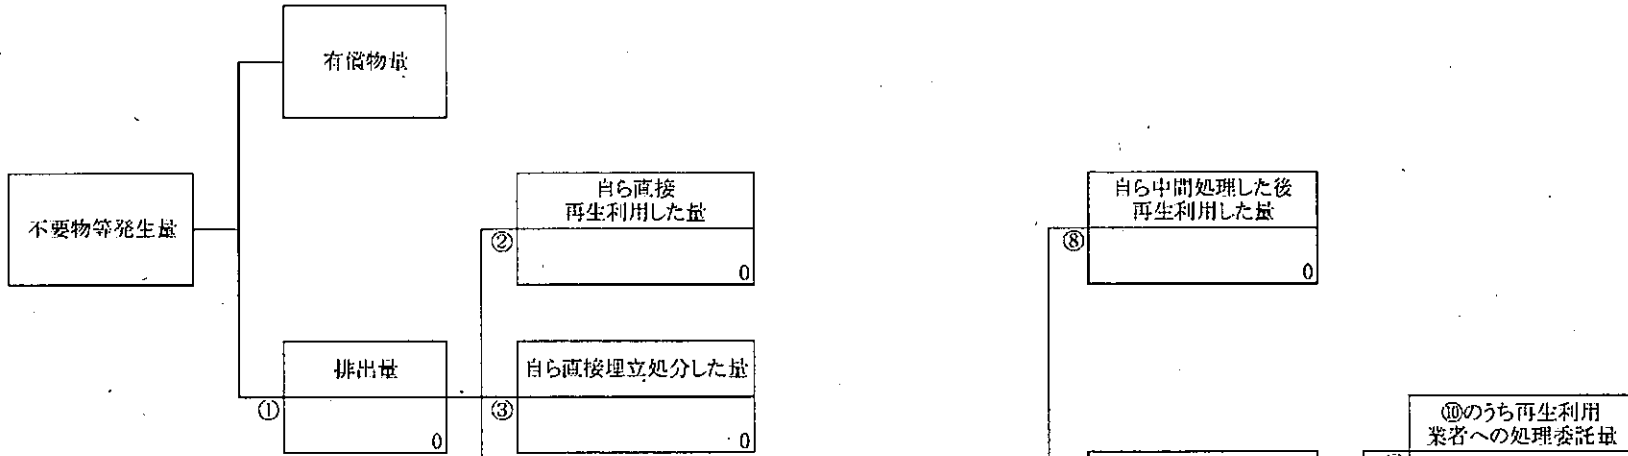 有償物量
不要物等発生量
自ら直接
再生利用した量
②
0
自ら中間処理した後
再生利用した量
⑧
0
排出量
①
0
自ら直接埋立処分した量
③
0
⑩のうち再生利用
業者への処理委託量